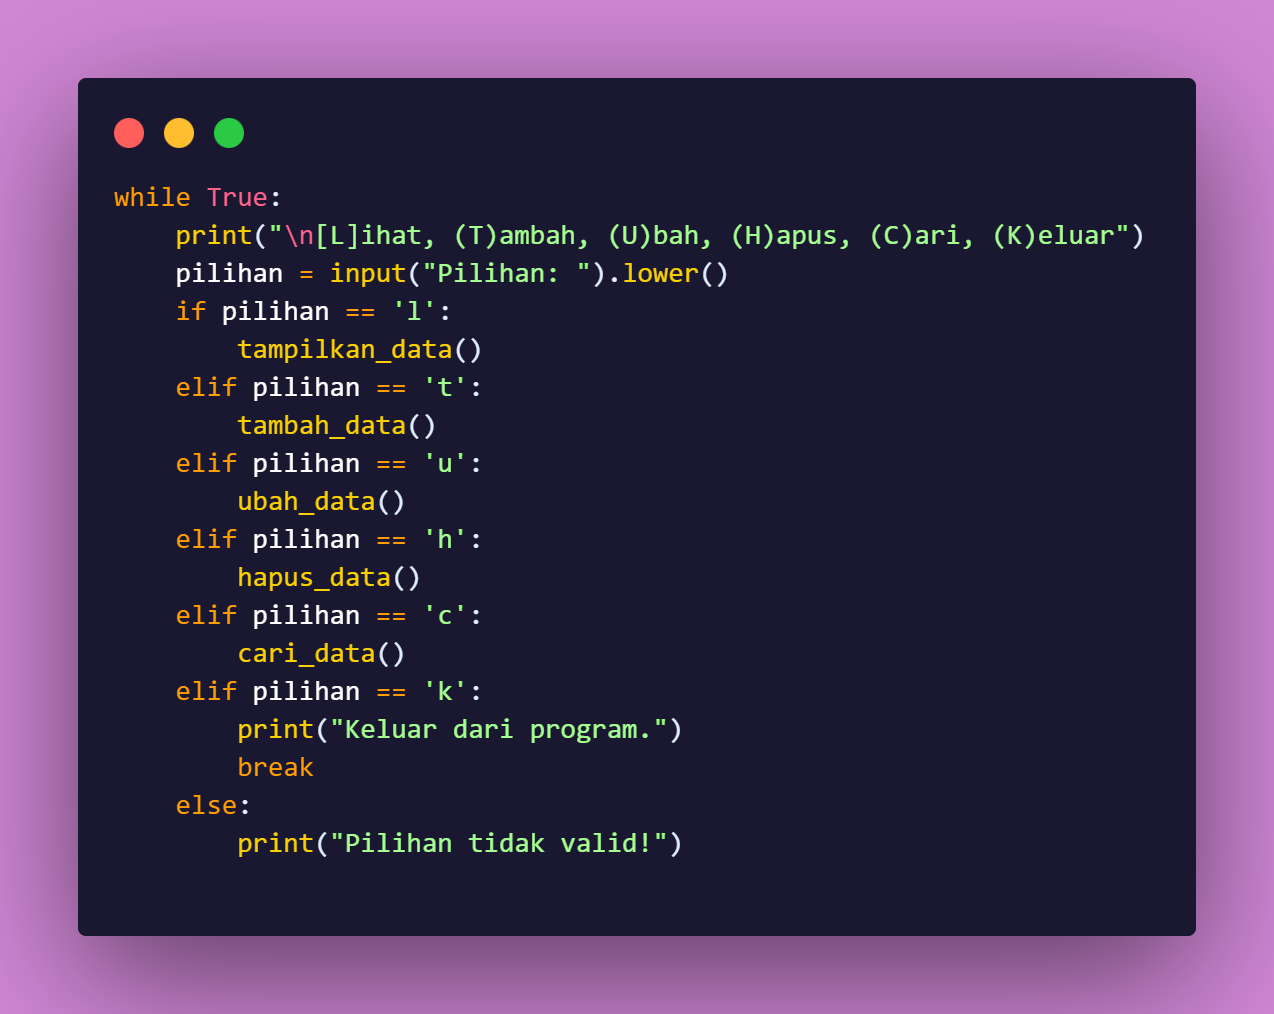 while True:
    print("\n[L]ihat, (T)ambah, (U)bah, (H)apus, (C)ari, (K)eluar")
    pilihan = input("Pilihan: ").lower()
    if pilihan == 'l':
        tampilkan_data()
    elif pilihan == 't':
        tambah_data()
    elif pilihan == 'u':
        ubah_data()
    elif pilihan == 'h':
        hapus_data()
    elif pilihan == 'c':
        cari_data()
    elif pilihan == 'k':
        print("Keluar dari program.")
        break
    else:
        print("Pilihan tidak valid!")